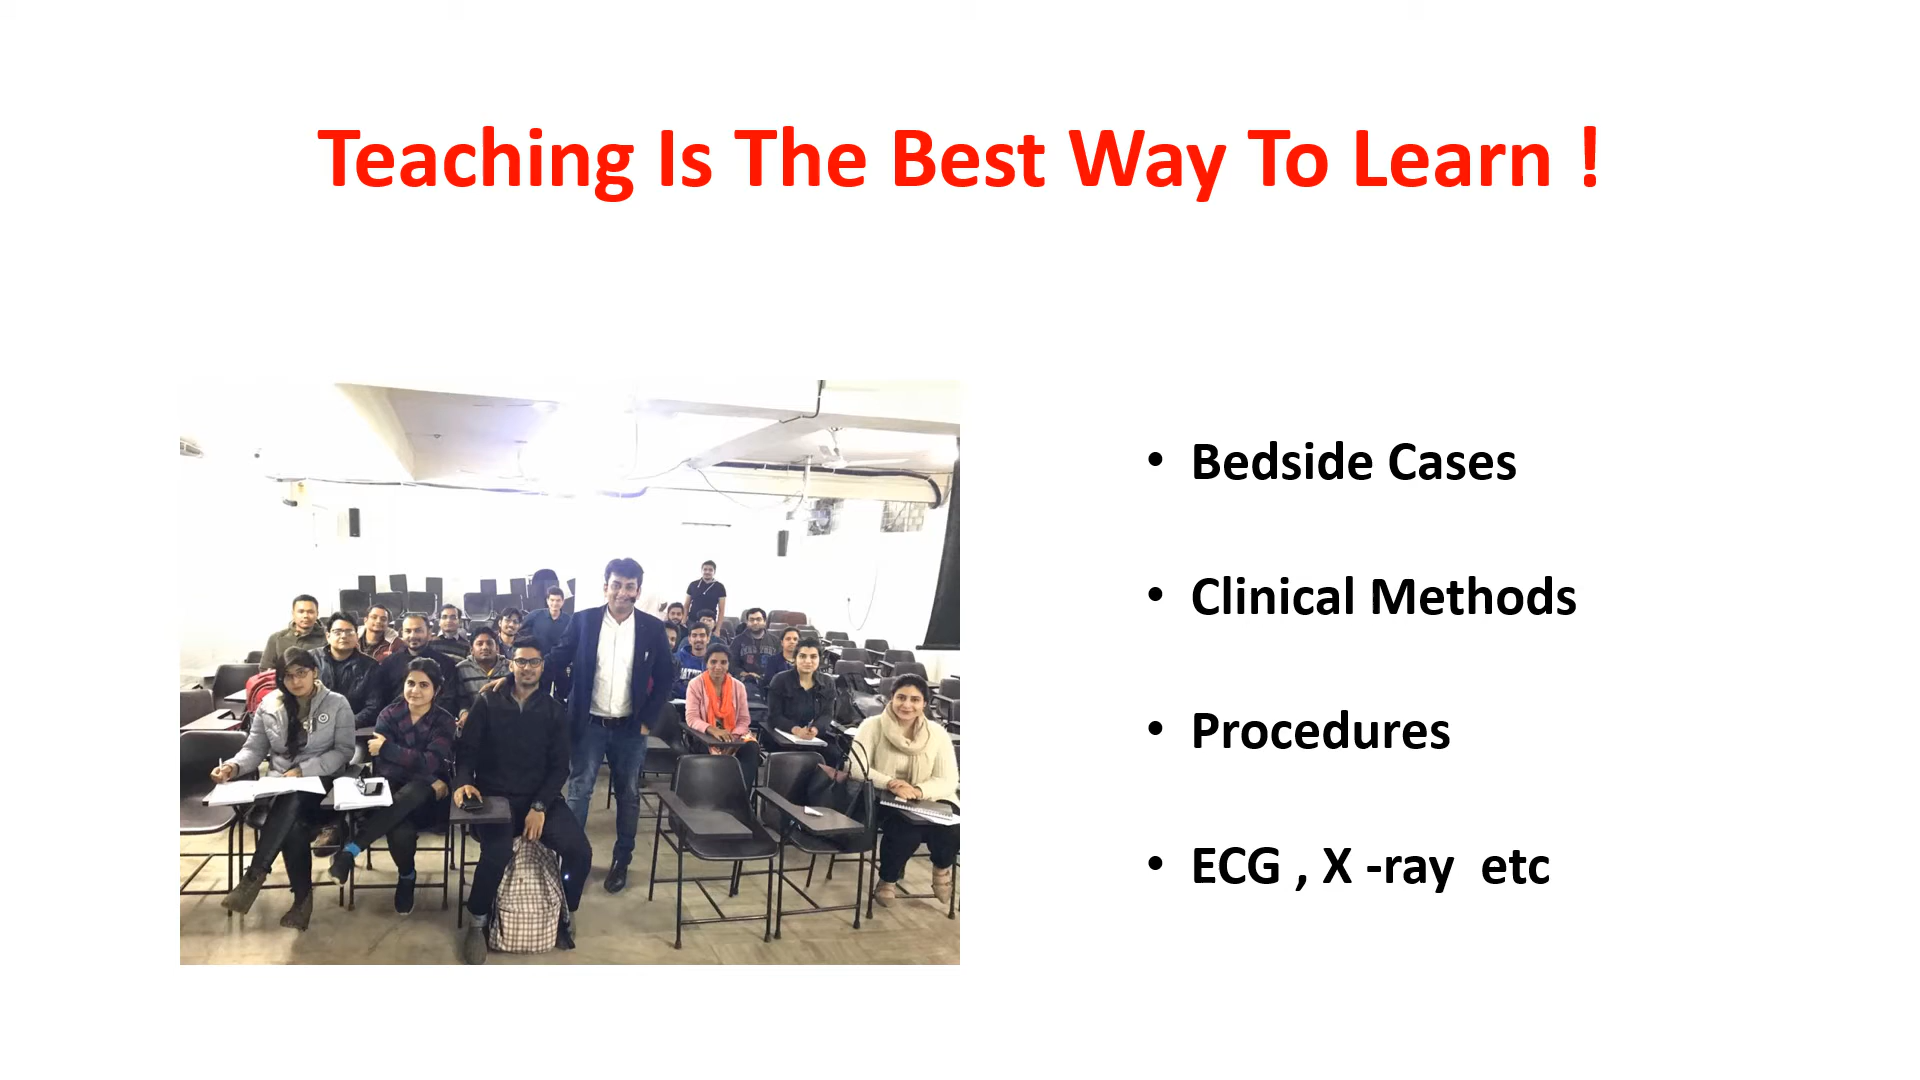 Teaching Is The Best Way To Learn !
• Bedside Cases
• Clinical Methods
• Procedures
• ECG , X -ray  etc